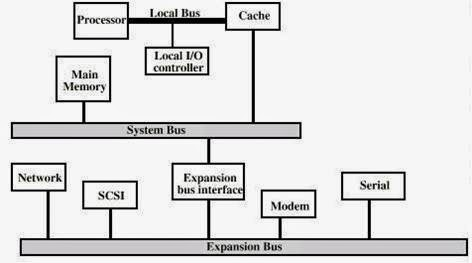 Processor
Local Bus
Cache
Local I/O
controller
Main
Memory
System Bus
Network
SCSI
Expansion
bus interface
Modem
Serial
Expansion Bus